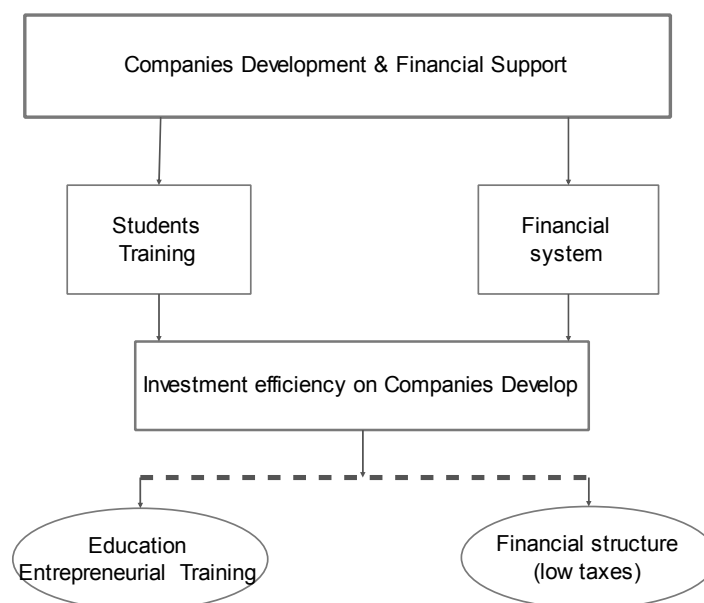 Companies Development & Financial Support
Students
Training
Financial
system
Investment efficiency on Companies Develop
Education
Entrepreneurial Training
Financial structure
(low taxes)